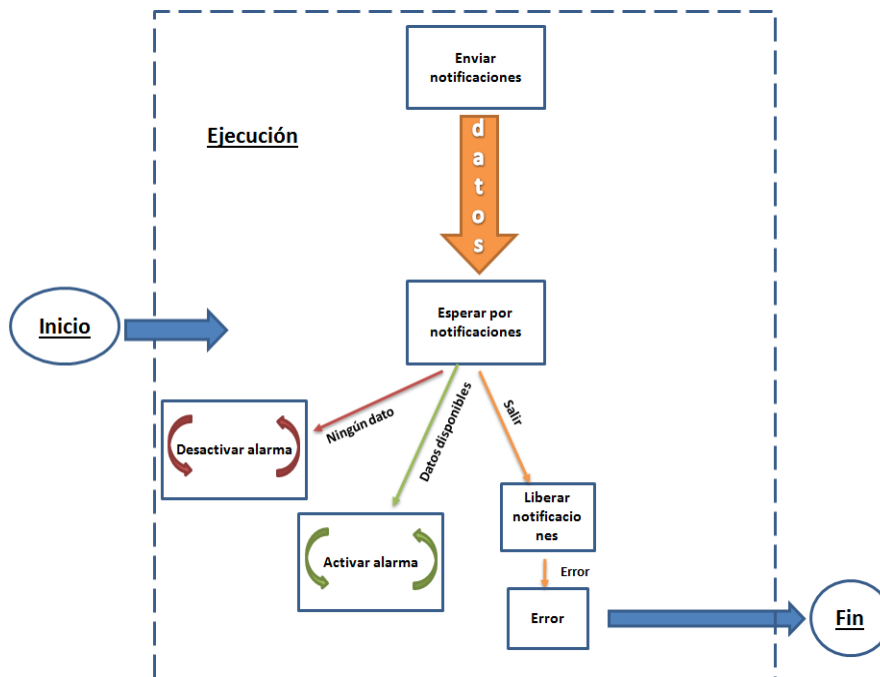 Enviar
notificaciones
Ejecución
datos
Esperar por
notificaciones
Inicio
Ningún dato
Datos disponibles
Salir
Desactivar alarma
Liberar
notificacio
nes
Activar alarma
Error
Error
Fin